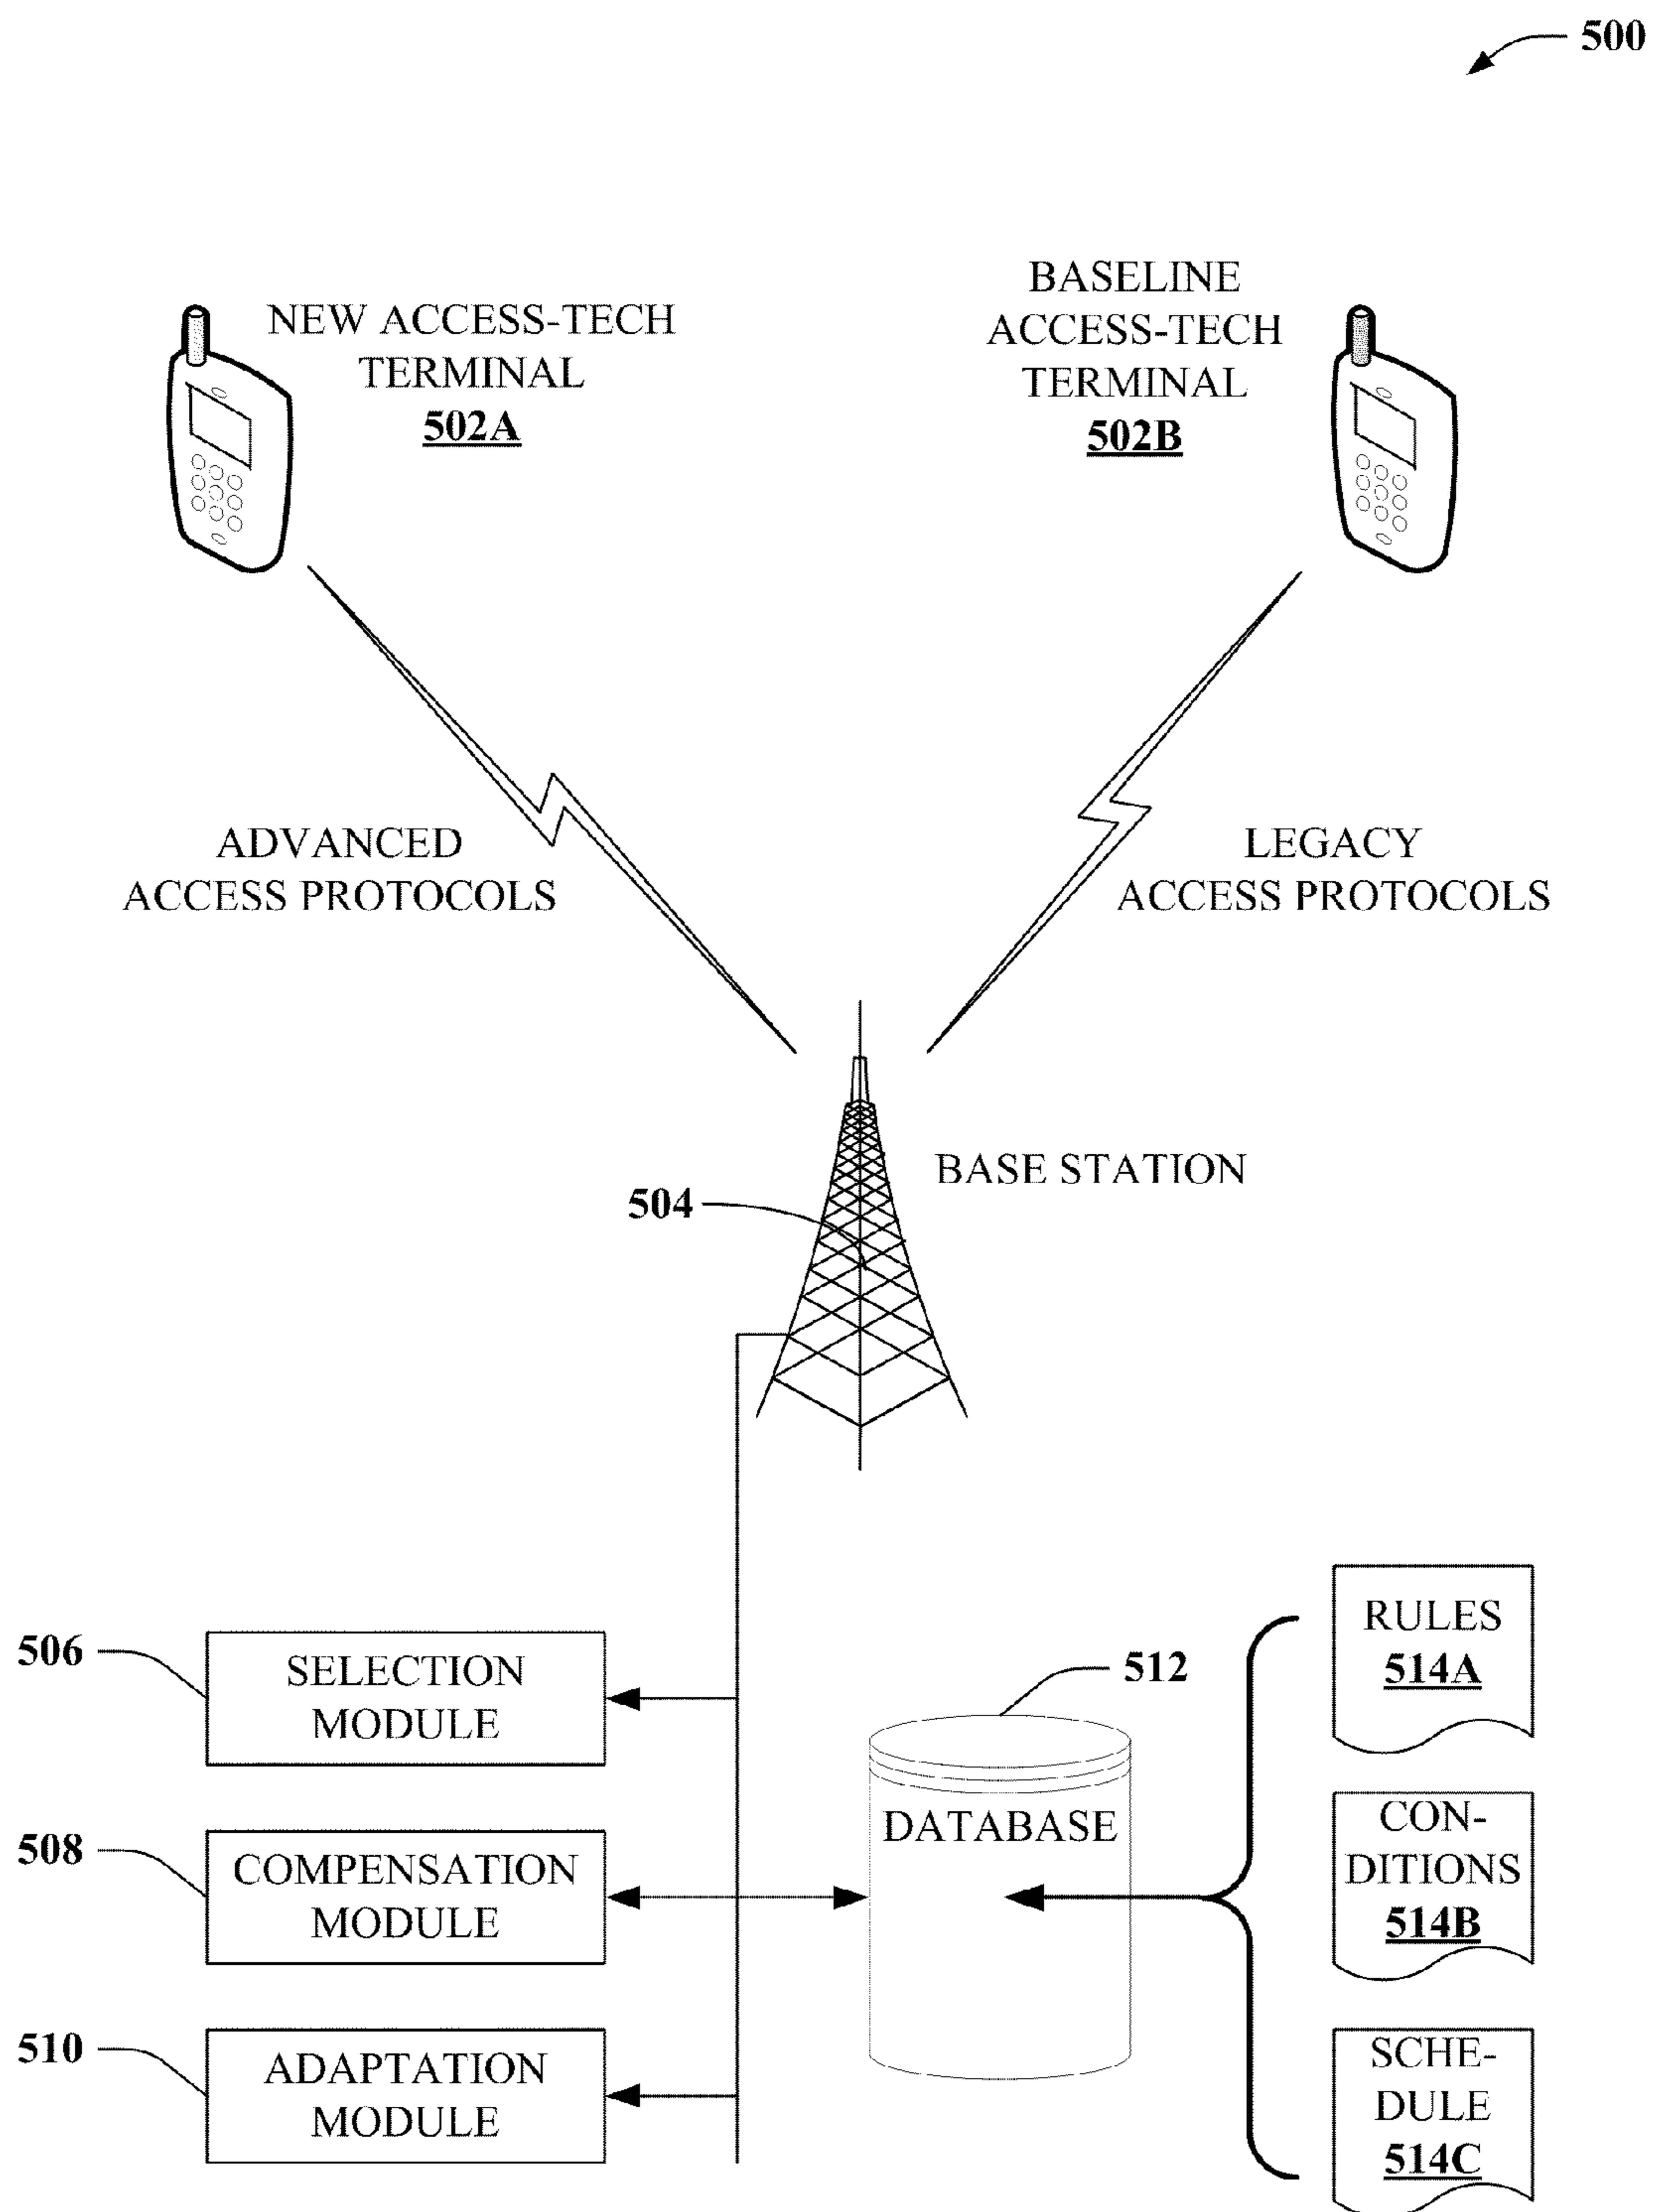 500
NEW ACCESS-TECH
TERMINAL
502A
BASELINE
ACCESS-TECH
TERMINAL
502B
ADVANCED
ACCESS PROTOCOLS
LEGACY
ACCESS PROTOCOLS
BASE STATION
504
506
SELECTION
MODULE
508
COMPENSATION
MODULE
510
ADAPTATION
MODULE
512
DATABASE
RULES
514A
CON-
DITIONS
514B
SCHE-
DULE
514C